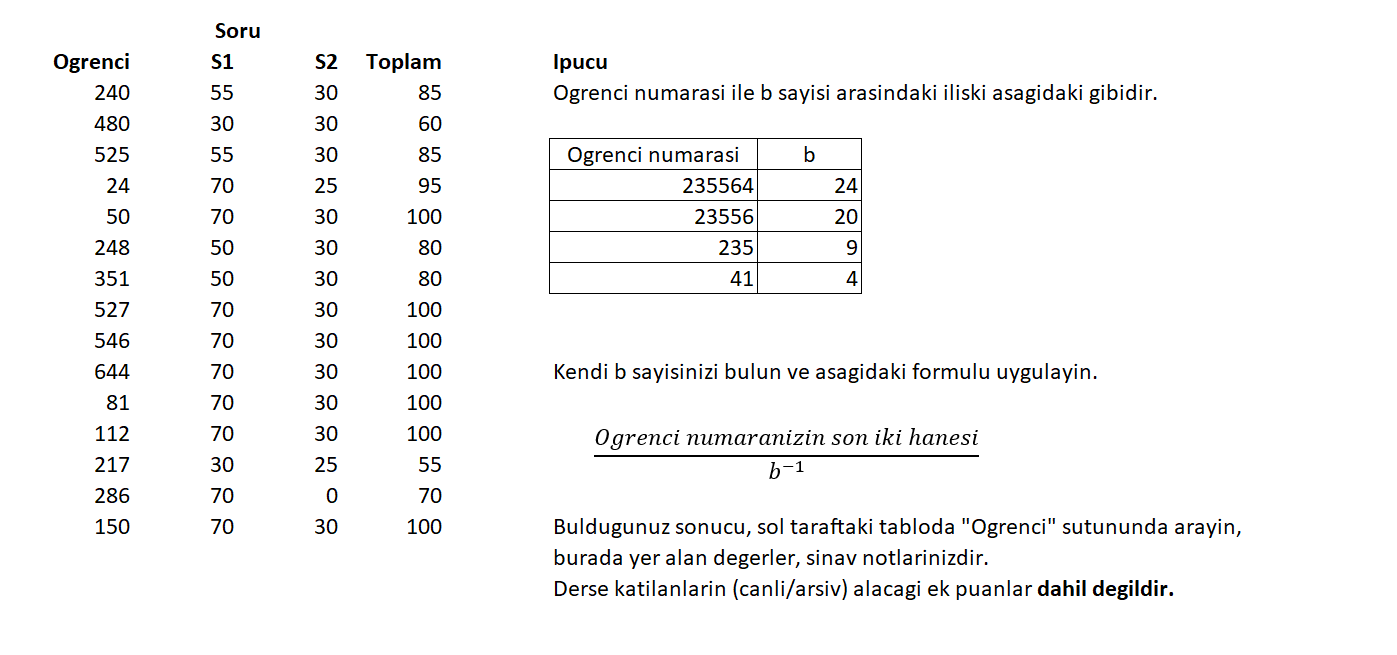 Soru
Ogrenci S1 S2 Toplam Ipucu
240 55 30 85 Ogrenci numarasi ile b sayisi arasindaki iliski asagidaki gibidir.
480 30 30 60
525 55 30 85 Ogrenci numarasi b
24 70 25 95 235564 24
50 70 30 100 23556 20
248 50 30 80 235 9
351 50 30 80 41 4
527 70 30 100
546 70 30 100
644 70 30 100 Kendi b sayisinizi bulun ve asagidaki formulu uygulayin.
81 70 30 100
112 70 30 100 Ogrenci numaranizin son iki hanesi
217 30 25 55 b⁻¹
286 70 0 70
150 70 30 100 Buldugunuz sonucu, sol taraftaki tabloda "Ogrenci" sutununda arayin,
burada yer alan degerler, sinav notlarinizdir.
Derse katilanlarin (canli/arsiv) alacagi ek puanlar dahil degildir.